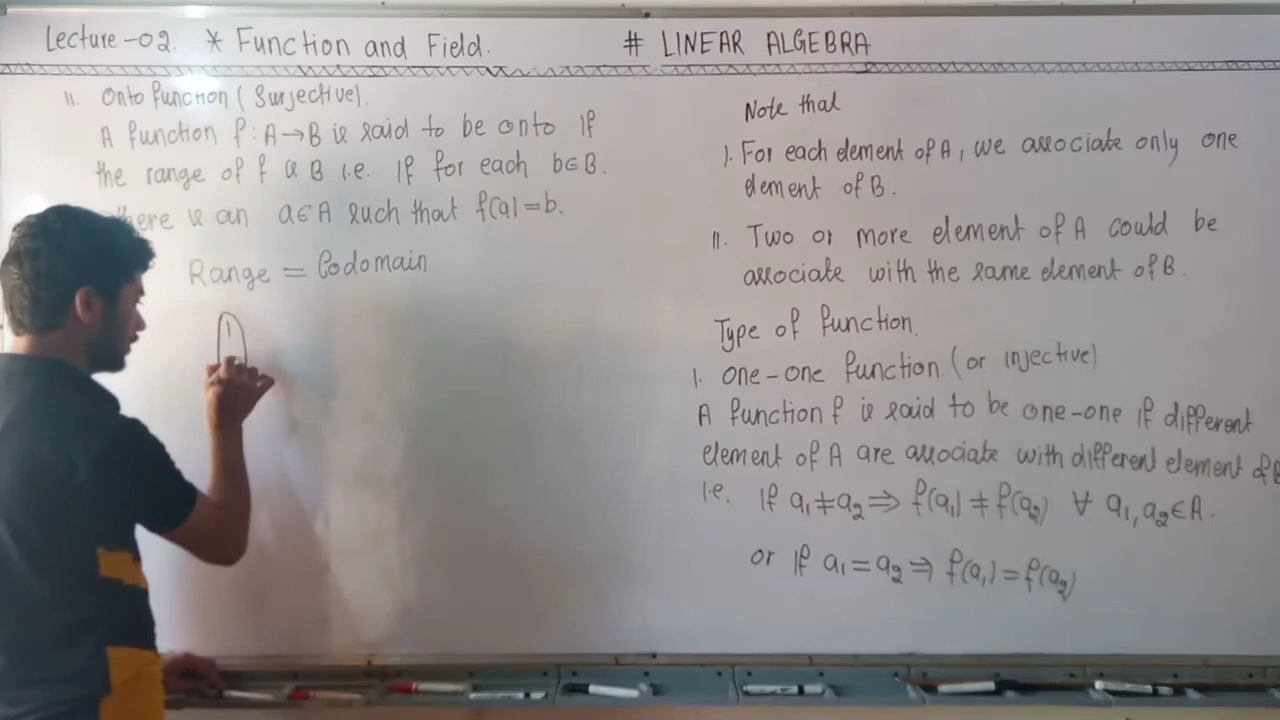 Lecture-02. * Function and Field. # LINEAR ALGEBRA
II. Onto function (Surjective).
A function f: A→B is said to be onto if
the range of f is B i.e. if for each b∈B.
there is an a∈A such that f(a)=b.
Range = Codomain
1
Note that
). For each element of A, we associate only one
element of B.
II. Two or more element of A could be
associate with the same element of B.
Type of function.
1. One-one function (or injective)
A function f is said to be one-one if different
element of A are associate with different element of B
i.e. if a₁≠a₂ ⇒ f(a₁) ≠ f(a₂) ∀ a₁, a₂∈A.
or if a₁=a₂ ⇒ f(a₁)=f(a₂)